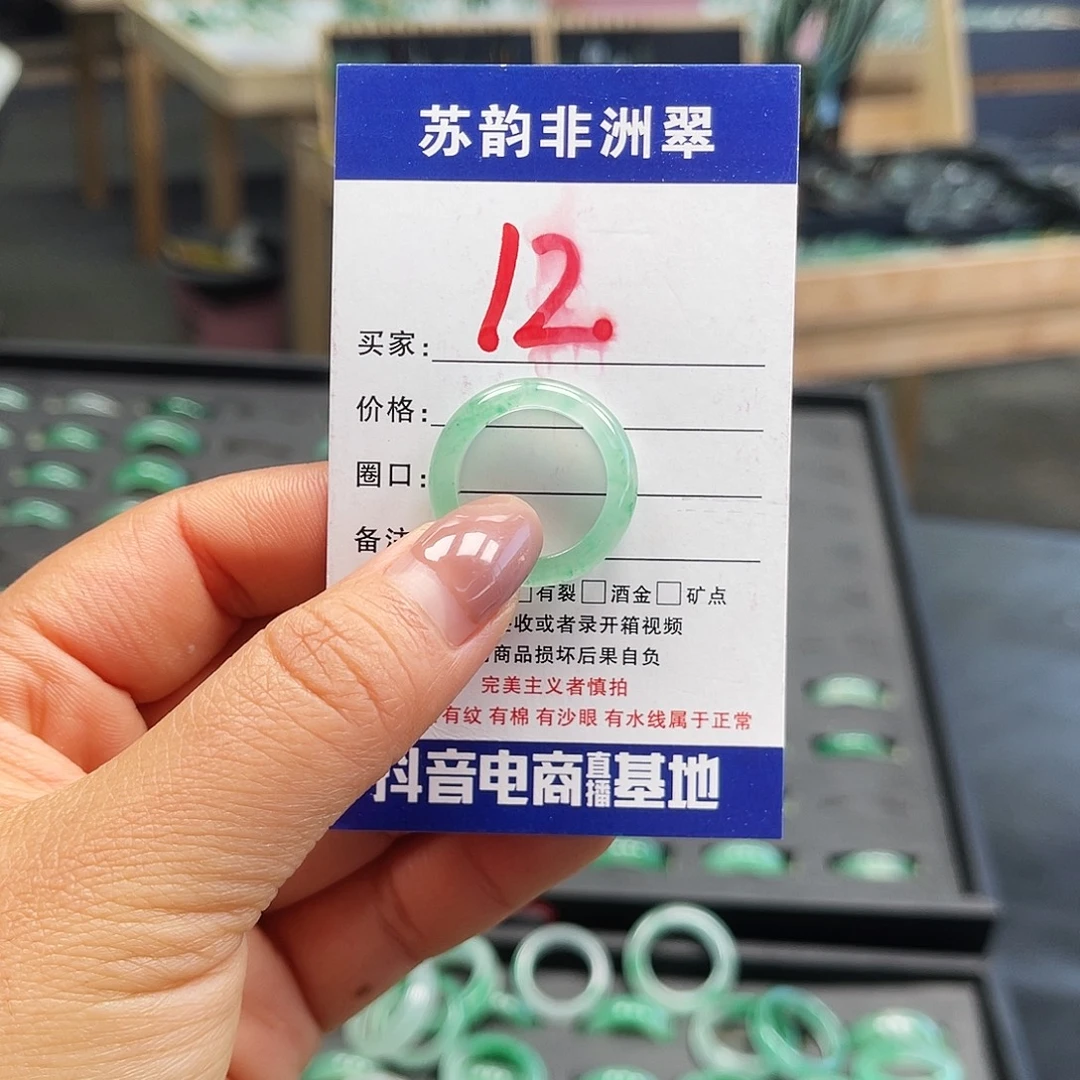 苏韵非洲翠
12.
买家:
价格:
圈口:
备注
有裂 酒金 矿点
收或者录开箱视频
商品损坏后果自负
完美主义者慎拍
有纹 有棉 有沙眼 有水线属于正常
抖音电商直播基地